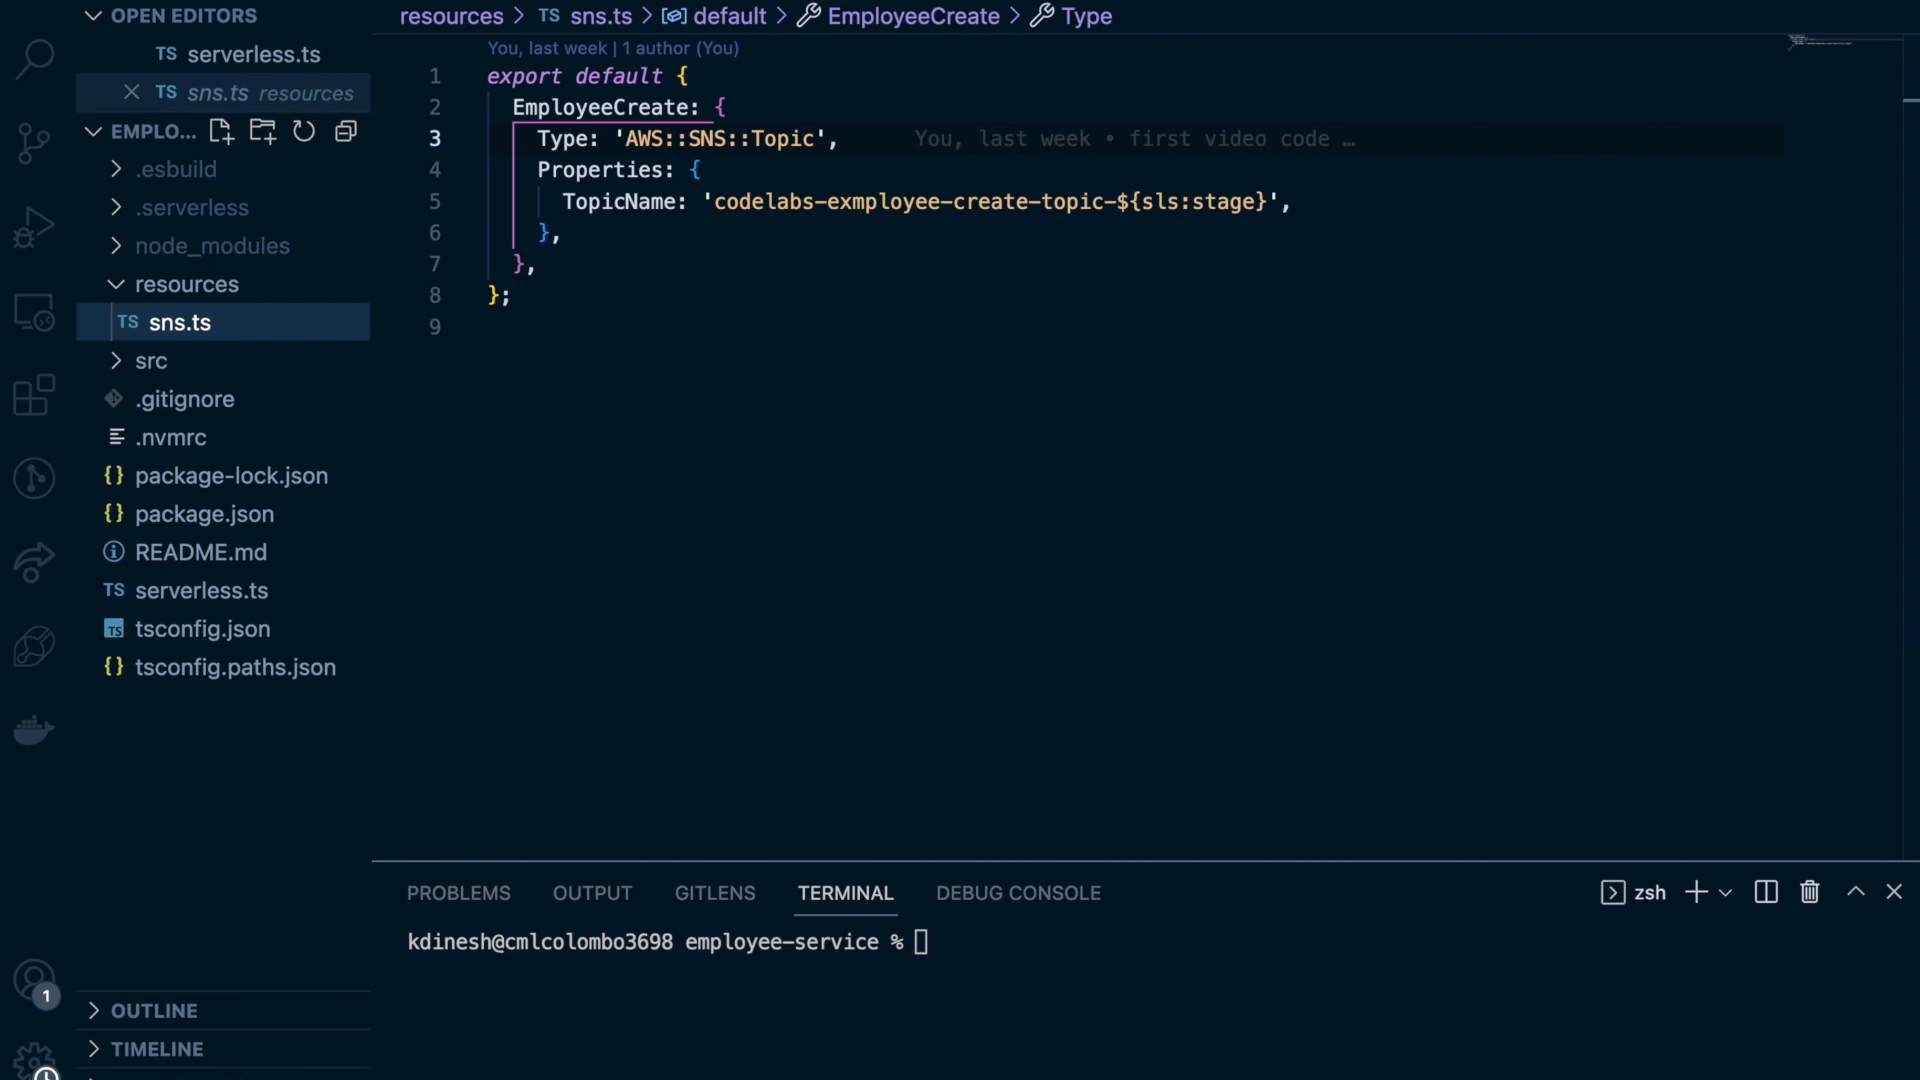 OPEN EDITORS
TS serverless.ts
TS sns.ts resources
EMPLO...
.esbuild
.serverless
node_modules
resources
TS sns.ts
src
.gitignore
.nvmrc
{} package-lock.json
{} package.json
README.md
TS serverless.ts
TS tsconfig.json
{} tsconfig.paths.json
OUTLINE
TIMELINE
1
resources > TS sns.ts > default > EmployeeCreate > Type
You, last week | 1 author (You)
1 export default {
2 EmployeeCreate: {
3 Type: 'AWS::SNS::Topic', You, last week • first video code …
4 Properties: {
5 TopicName: 'codelabs-exmployee-create-topic-${sls:stage}',
6 },
7 },
8 };
9
PROBLEMS OUTPUT GITLENS TERMINAL DEBUG CONSOLE zsh
kdinesh@cmlcolombo3698 employee-service %